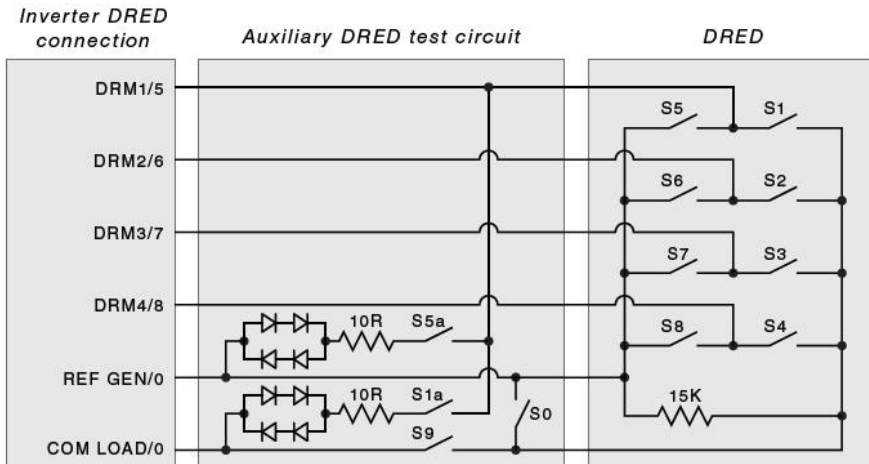 Inverter DRED
connection
Auxiliary DRED test circuit
DRED
DRM1/5
S5
S1
DRM2/6
S6
S2
DRM3/7
S7
S3
DRM4/8
10R
S5a
S8
S4
REF GEN/0
10R
S1a
S0
15K
S9
COM LOAD/0